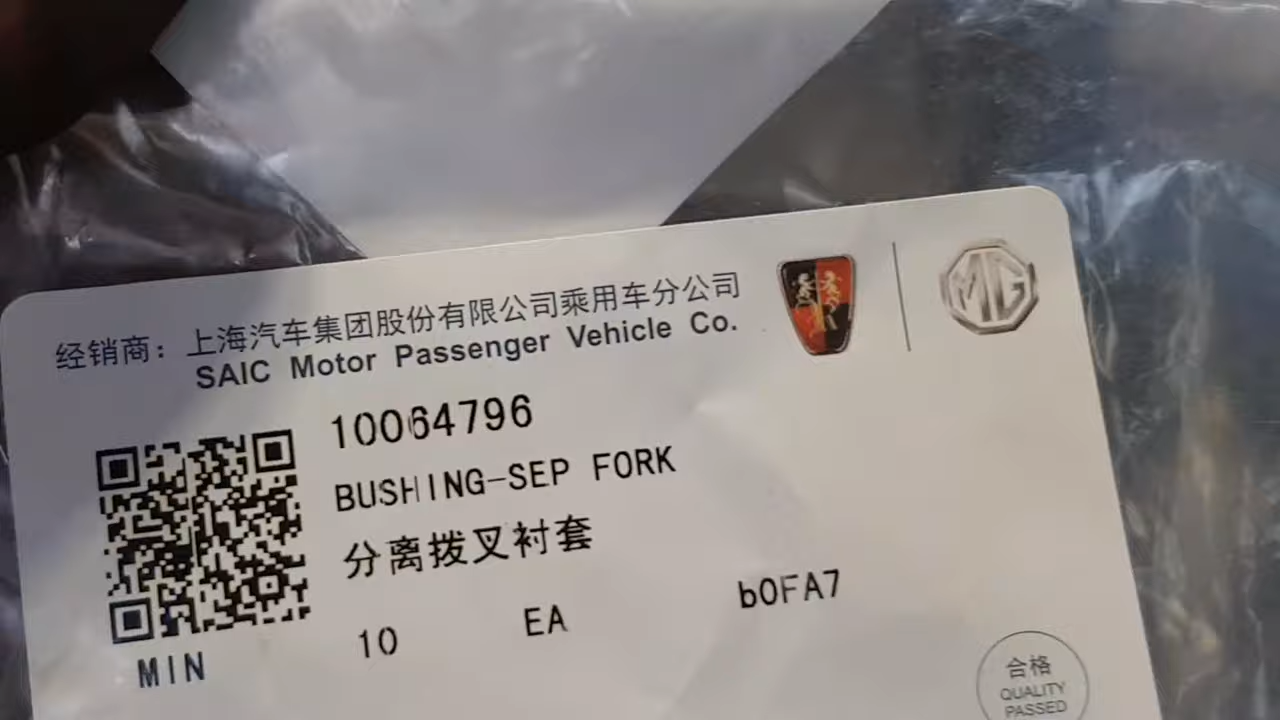 经销商：上海汽车集团股份有限公司乘用车分公司
SAIC Motor Passenger Vehicle Co.
MG
10064796
BUSHING-SEP FORK
分离拨叉衬套
10 EA b0FA7
MIN
合格
QUALITY
PASSED